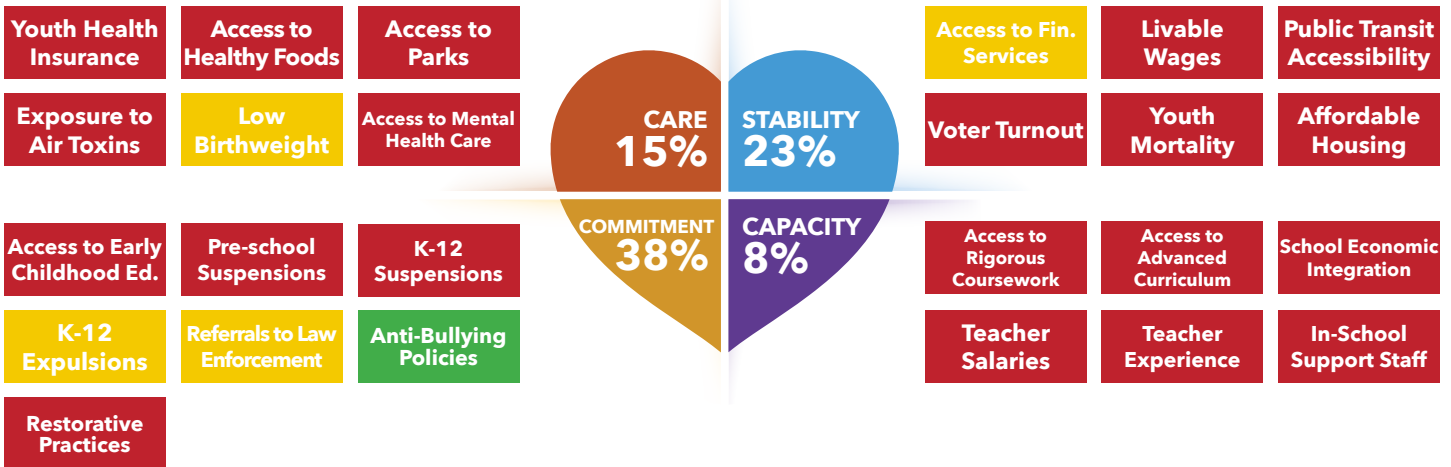 Youth Health
Insurance
Access to
Healthy Foods
Access to
Parks
Exposure to
Air Toxins
Low
Birthweight
Access to Mental
Health Care
CARE
15%
STABILITY
23%
Access to Fin.
Services
Livable
Wages
Public Transit
Accessibility
Voter Turnout
Youth
Mortality
Affordable
Housing
Access to Early
Childhood Ed.
Pre-school
Suspensions
K-12
Suspensions
K-12
Expulsions
Referrals to Law
Enforcement
Anti-Bullying
Policies
Restorative
Practices
COMMITMENT
38%
CAPACITY
8%
Access to
Rigorous
Coursework
Access to
Advanced
Curriculum
School Economic
Integration
Teacher
Salaries
Teacher
Experience
In-School
Support Staff